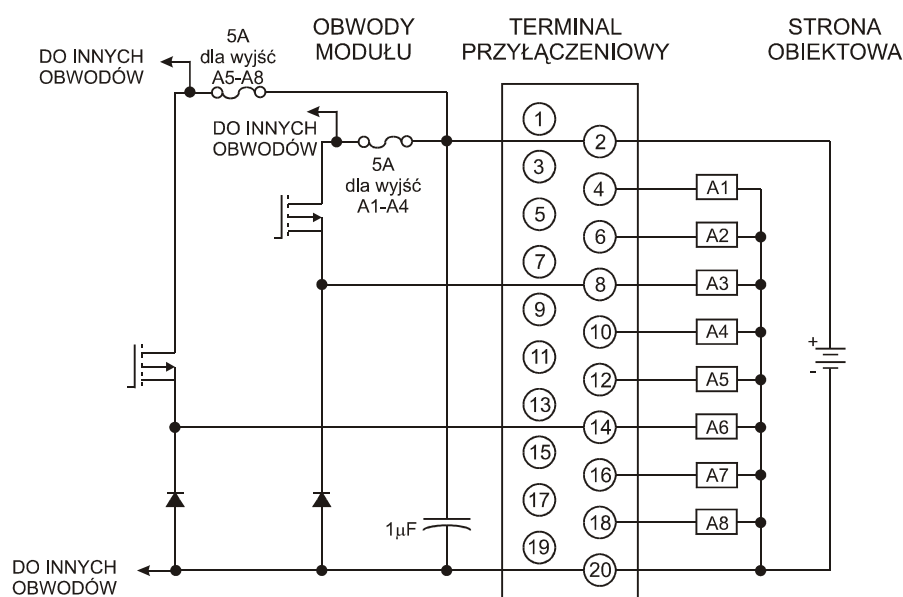 OBWODY
MODUŁU
TERMINAL
PRZYŁĄCZENIOWY
STRONA
OBIEKTOWA
5A
dla wyjść
A5-A8
DO INNYCH
OBWODÓW
DO INNYCH
OBWODÓW
5A
dla wyjść
A1-A4
1
2
3
4
A1
5
6
A2
7
8
A3
9
10
A4
11
12
A5
13
14
A6
15
16
A7
17
18
A8
19
20
+
-
1µF
DO INNYCH
OBWODÓW